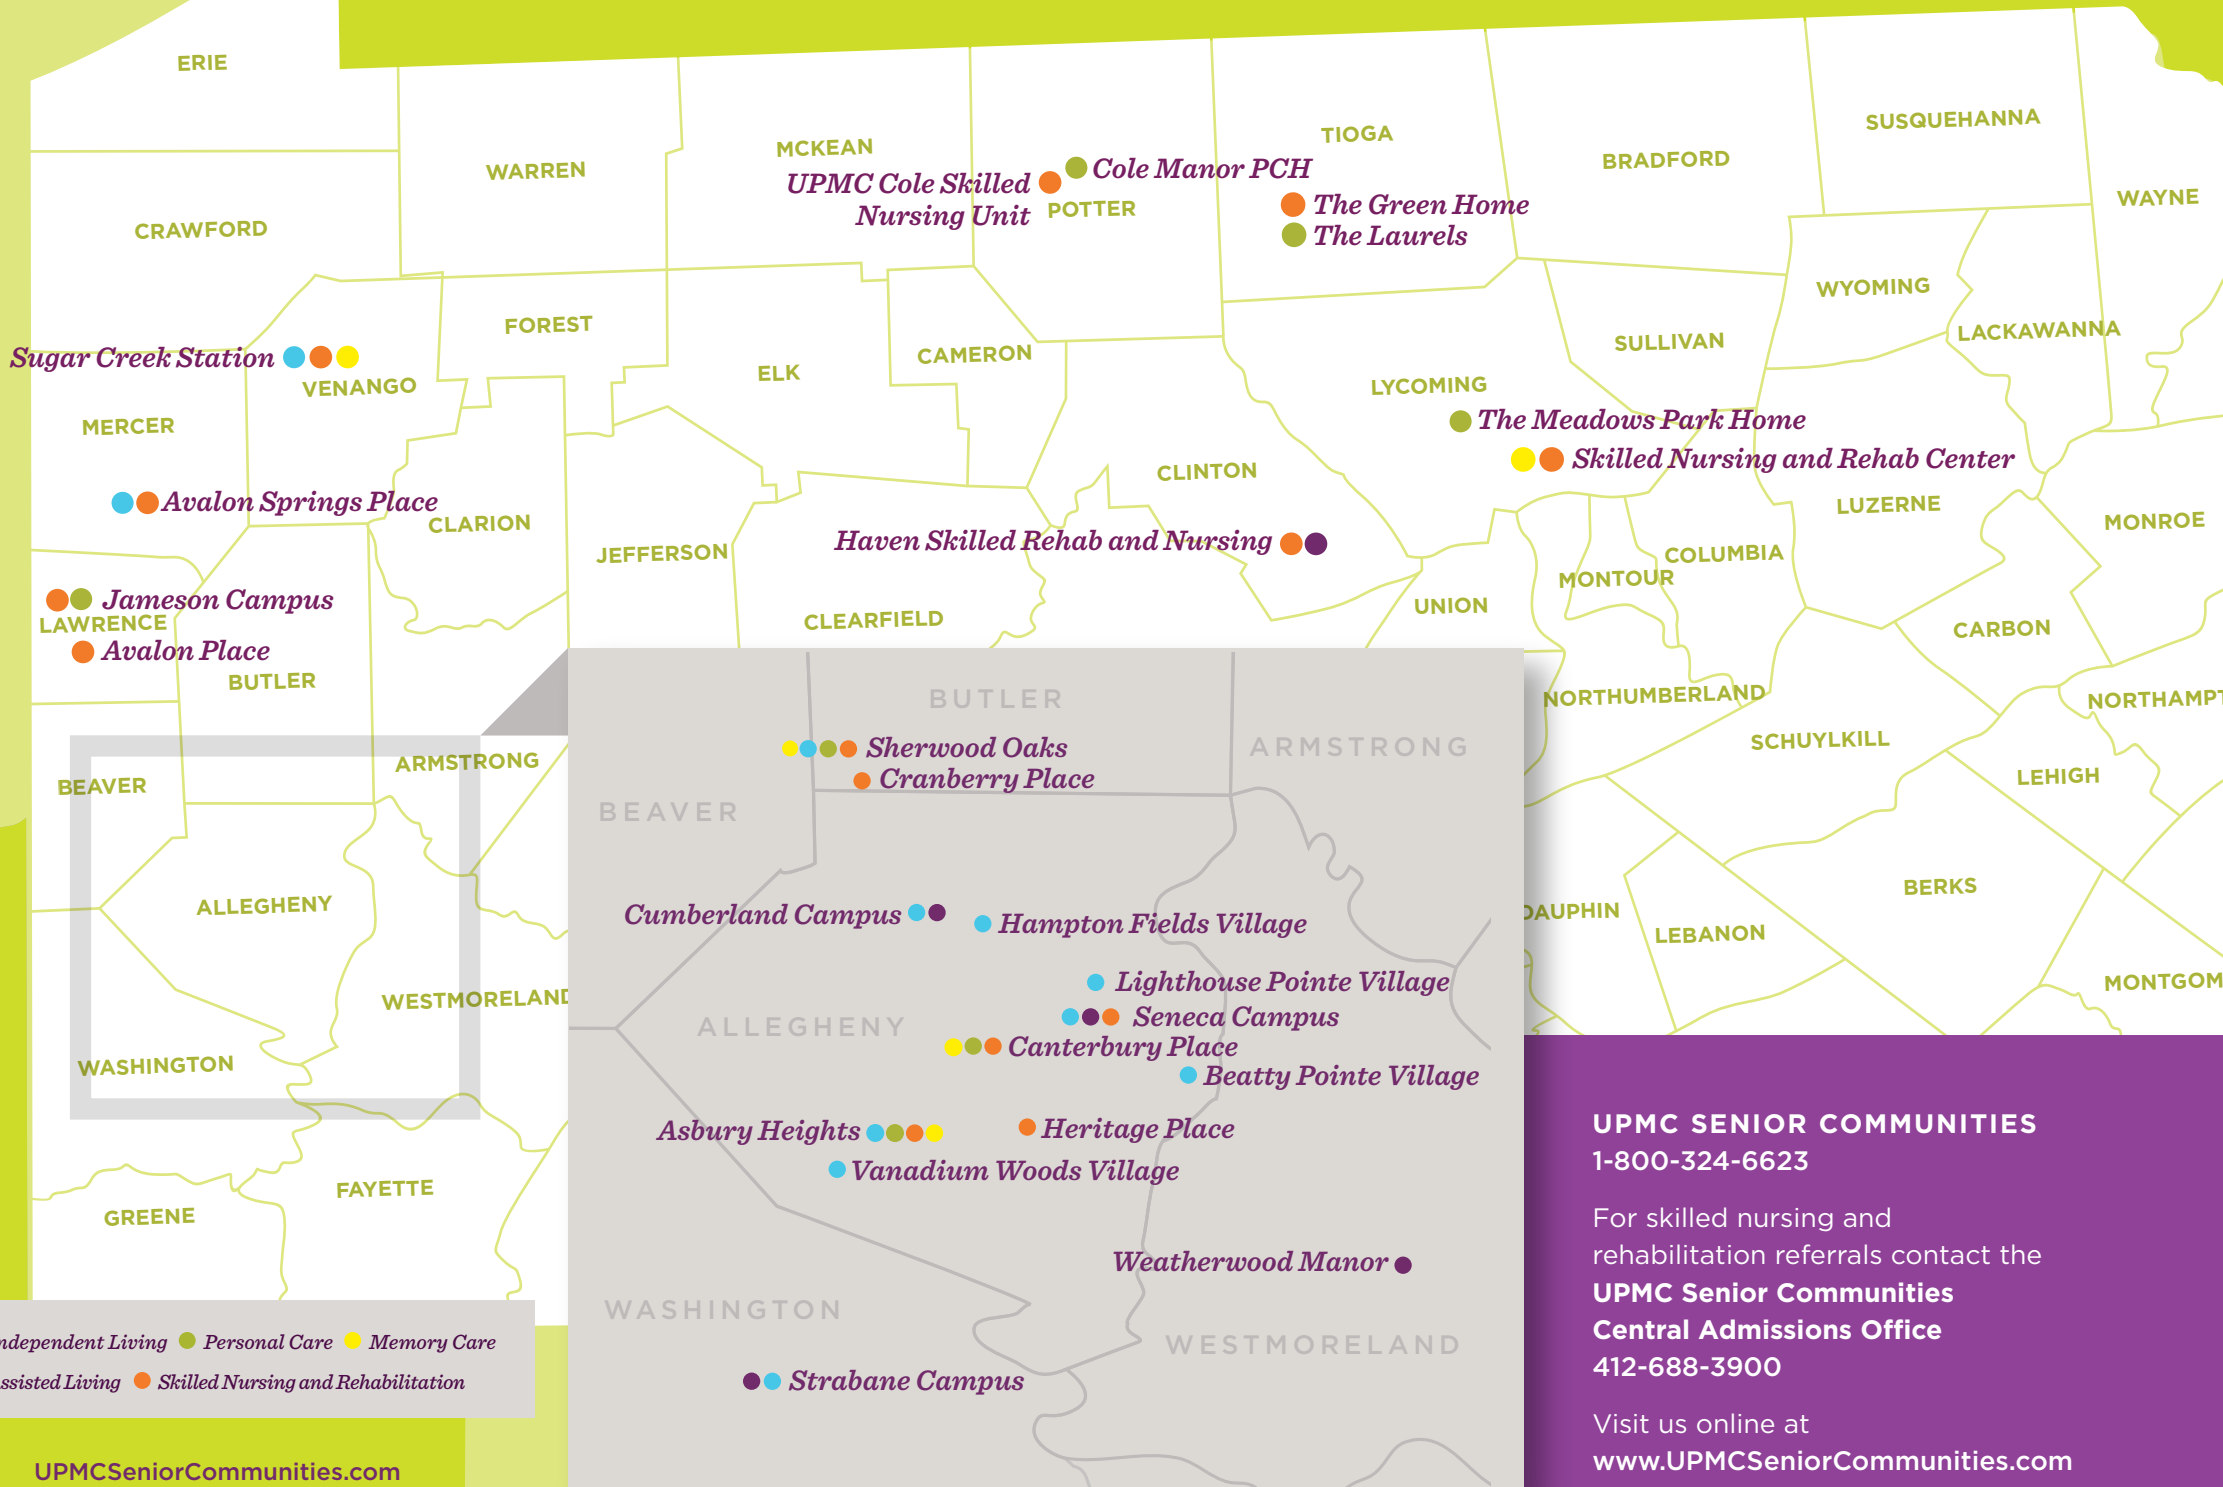 ERIE
WARREN
MCKEAN
TIOGA
BRADFORD
SUSQUEHANNA
WAYNE
CRAWFORD
UPMC Cole Skilled
Nursing Unit
Cole Manor PCH
POTTER
The Green Home
The Laurels
WYOMING
FOREST
LACKAWANNA
SULLIVAN
CAMERON
Sugar Creek Station
VENANGO
ELK
LYCOMING
MERCER
The Meadows Park Home
Skilled Nursing and Rehab Center
CLINTON
Avalon Springs Place
CLARION
LUZERNE
MONROE
JEFFERSON
Haven Skilled Rehab and Nursing
COLUMBIA
MONTOUR
Jameson Campus
LAWRENCE
UNION
CLEARFIELD
CARBON
Avalon Place
BUTLER
NORTHUMBERLAND
NORTHAMPT
SCHUYLKILL
ARMSTRONG
BEAVER
LEHIGH
ALLEGHENY
BERKS
DAUPHIN
LEBANON
WESTMORELAND
MONTGOM
WASHINGTON
FAYETTE
GREENE
BUTLER
ARMSTRONG
Sherwood Oaks
Cranberry Place
BEAVER
Cumberland Campus
Hampton Fields Village
Lighthouse Pointe Village
Seneca Campus
ALLEGHENY
Canterbury Place
Beatty Pointe Village
Asbury Heights
Heritage Place
Vanadium Woods Village
Weatherwood Manor
WASHINGTON
WESTMORELAND
Strabane Campus
ndependent Living Personal Care Memory Care
ssisted Living Skilled Nursing and Rehabilitation
UPMCSeniorCommunities.com
UPMC SENIOR COMMUNITIES
1-800-324-6623
For skilled nursing and
rehabilitation referrals contact the
UPMC Senior Communities
Central Admissions Office
412-688-3900
Visit us online at
www.UPMCSeniorCommunities.com